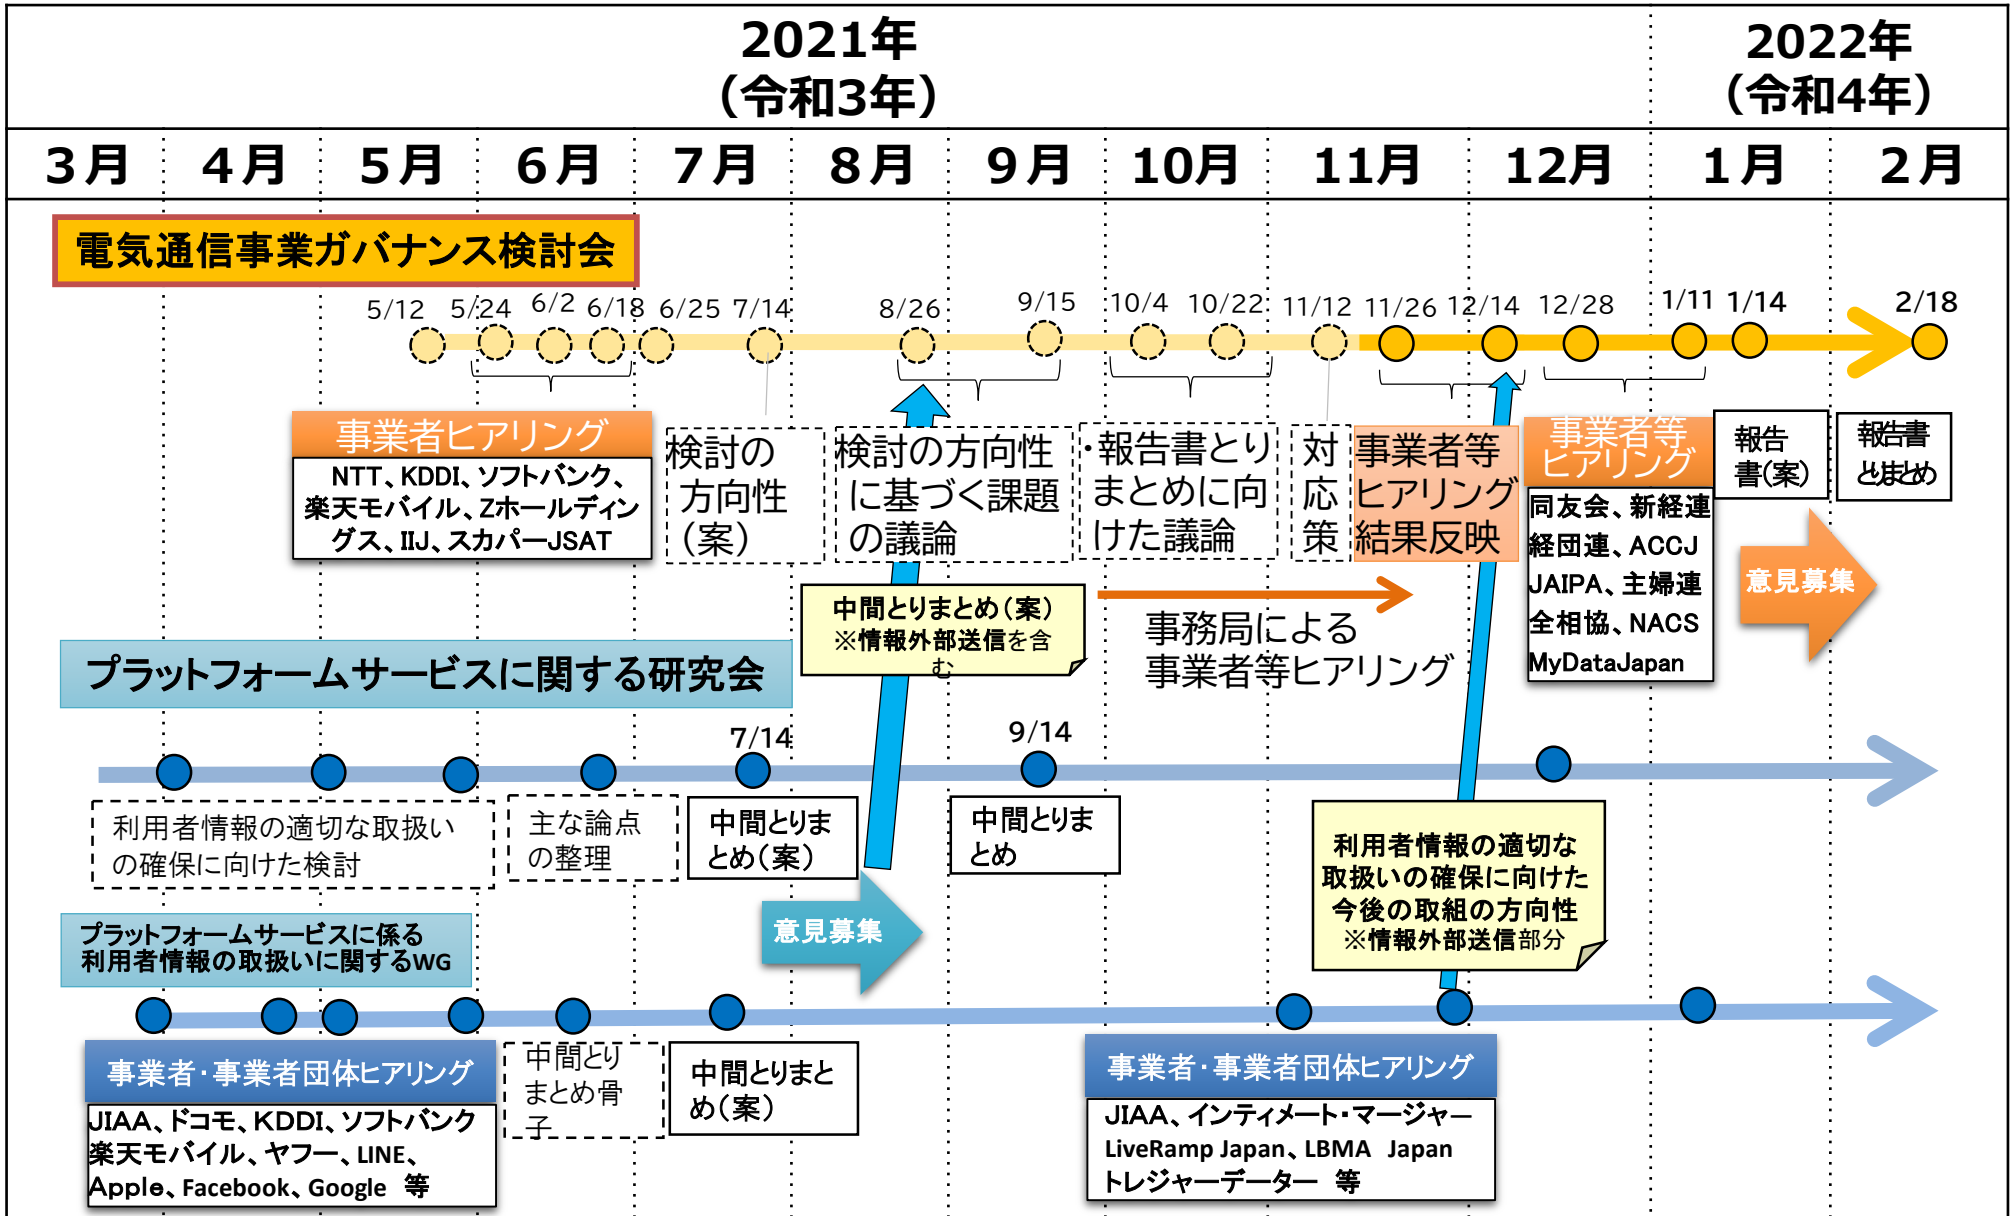 2021年
（令和3年）
2022年
（令和4年）
3月
4月
5月
6月
7月
8月
9月
10月
11月
12月
1月
2月
電気通信事業ガバナンス検討会
5/12
5/24
6/2
6/18
6/25
7/14
8/26
9/15
10/4
10/22
11/12
11/26
12/14
12/28
1/11
1/14
2/18
事業者ヒアリング
NTT、KDDI、ソフトバンク、
楽天モバイル、Zホールディン
グス、IIJ、スカパーJSAT
検討の
方向性
（案）
検討の方向性
に基づく課題
の議論
・報告書とり
まとめに向
けた議論
対
応
策
事業者等
ヒアリング
結果反映
事業者等
ヒアリング
同友会、新経連
経団連、ACCJ
JAIPA、主婦連
全相協、NACS
MyDataJapan
報告
書(案)
報告書
とりまとめ
意見募集
中間とりまとめ（案）
※情報外部送信を含
む
事務局による
事業者等ヒアリング
プラットフォームサービスに関する研究会
7/14
9/14
利用者情報の適切な取扱い
の確保に向けた検討
主な論点
の整理
中間とりま
とめ（案）
中間とりま
とめ
意見募集
利用者情報の適切な
取扱いの確保に向けた
今後の取組の方向性
※情報外部送信部分
プラットフォームサービスに係る
利用者情報の取扱いに関するWG
事業者・事業者団体ヒアリング
JIAA、ドコモ、KDDI、ソフトバンク
楽天モバイル、ヤフー、LINE、
Apple、Facebook、Google 等
中間とり
まとめ骨
子
中間とりまと
め（案）
事業者・事業者団体ヒアリング
JIAA、インティメート・マージャー
LiveRamp Japan、LBMA Japan
トレジャーデーター 等